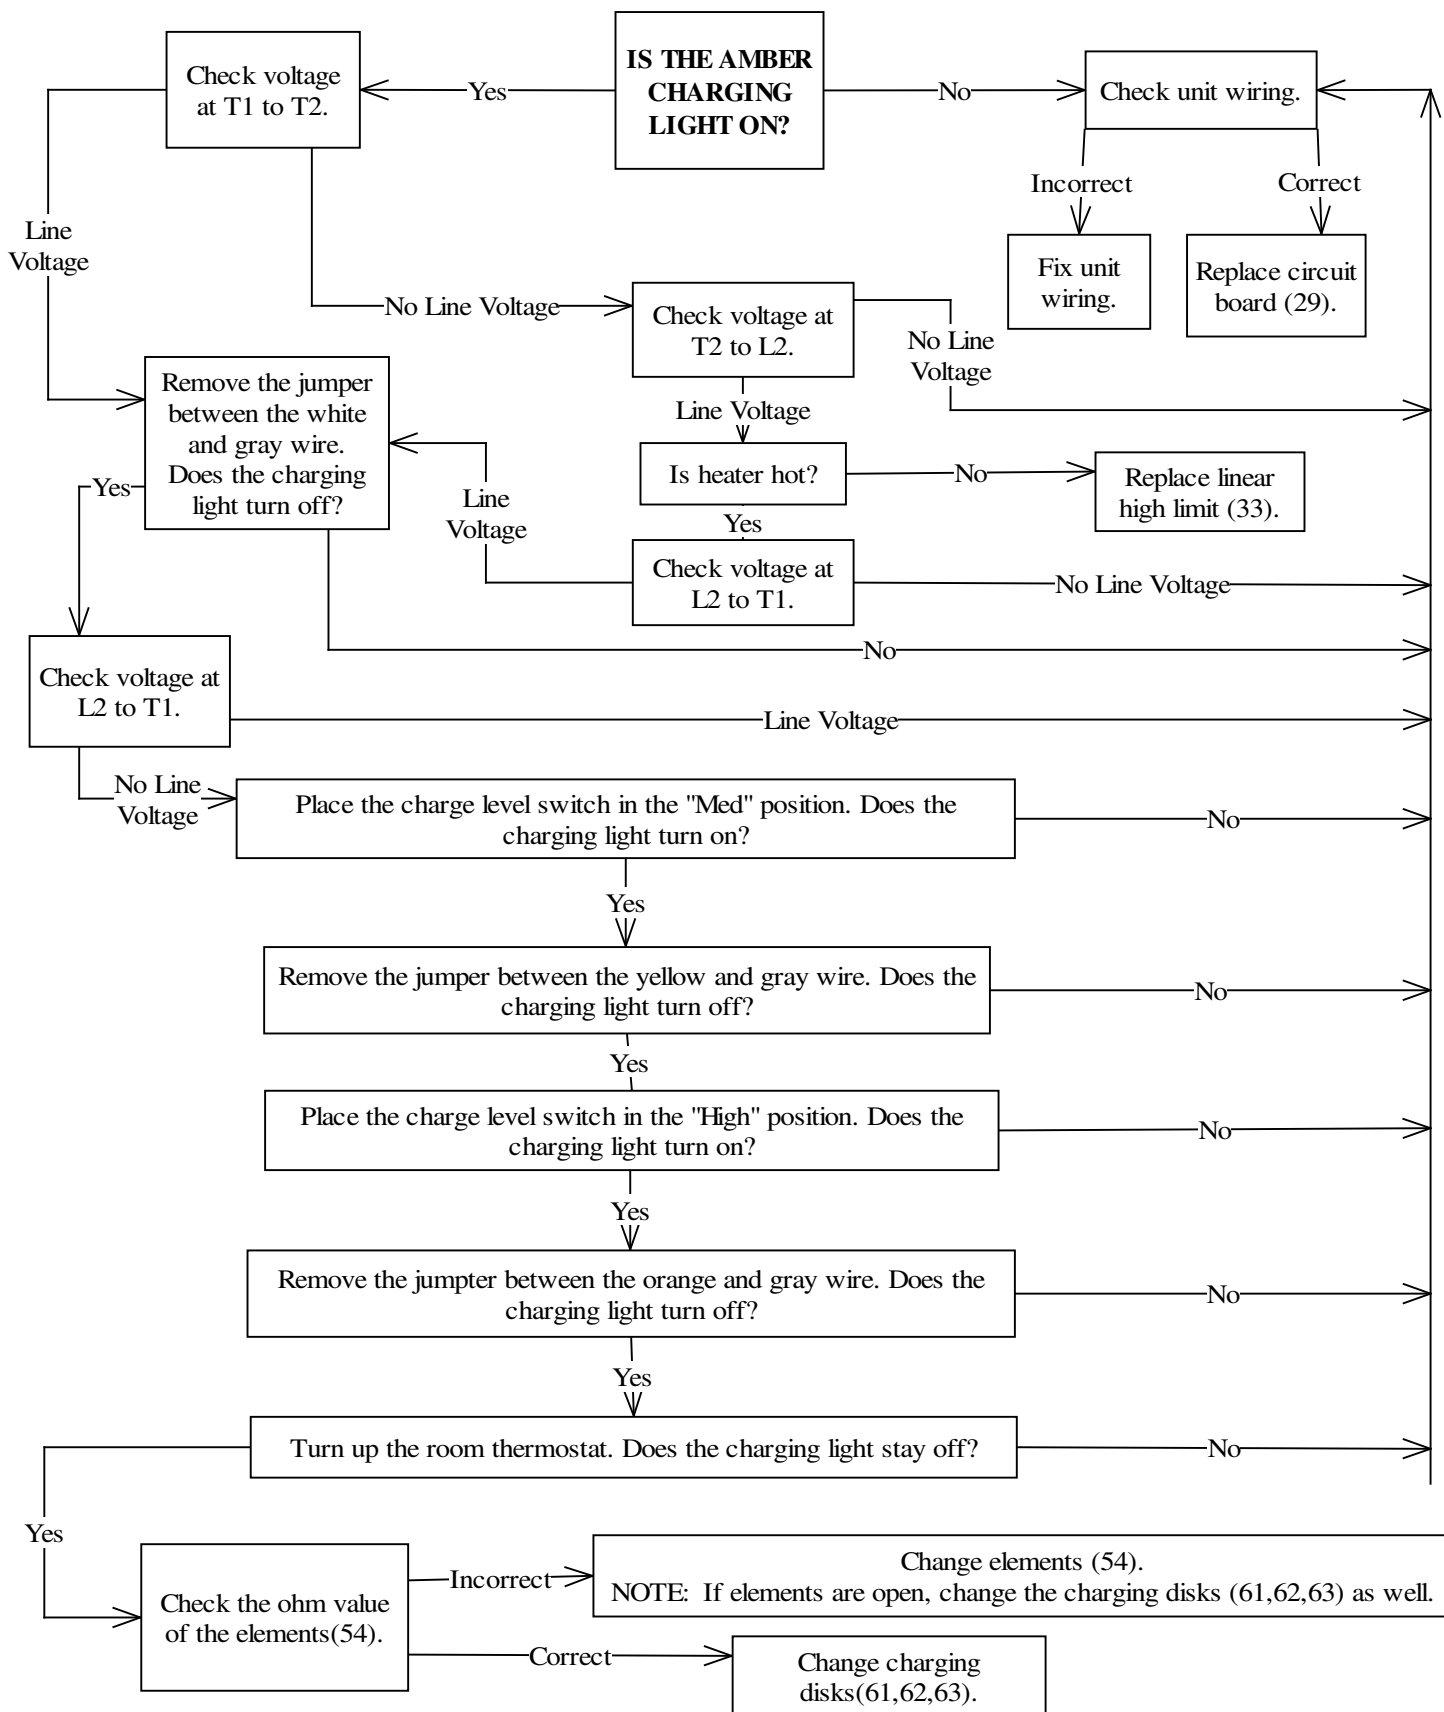 IS THE AMBER
CHARGING
LIGHT ON?
Yes
No
Check voltage
at T1 to T2.
Check unit wiring.
Incorrect
Correct
Fix unit
wiring.
Replace circuit
board (29).
Line
Voltage
No Line Voltage
Check voltage at
T2 to L2.
No Line
Voltage
Line Voltage
Remove the jumper
between the white
and gray wire.
Does the charging
light turn off?
Is heater hot?
No
Replace linear
high limit (33).
Yes
Line
Voltage
Yes
Check voltage at
L2 to T1.
No Line Voltage
No
Check voltage at
L2 to T1.
Line Voltage
No Line
Voltage
Place the charge level switch in the "Med" position. Does the
charging light turn on?
No
Yes
Remove the jumper between the yellow and gray wire. Does the
charging light turn off?
No
Yes
Place the charge level switch in the "High" position. Does the
charging light turn on?
No
Yes
Remove the jumpter between the orange and gray wire. Does the
charging light turn off?
No
Yes
Turn up the room thermostat. Does the charging light stay off?
No
Yes
Check the ohm value
of the elements(54).
Incorrect
Change elements (54).
NOTE: If elements are open, change the charging disks (61,62,63) as well.
Correct
Change charging
disks(61,62,63).